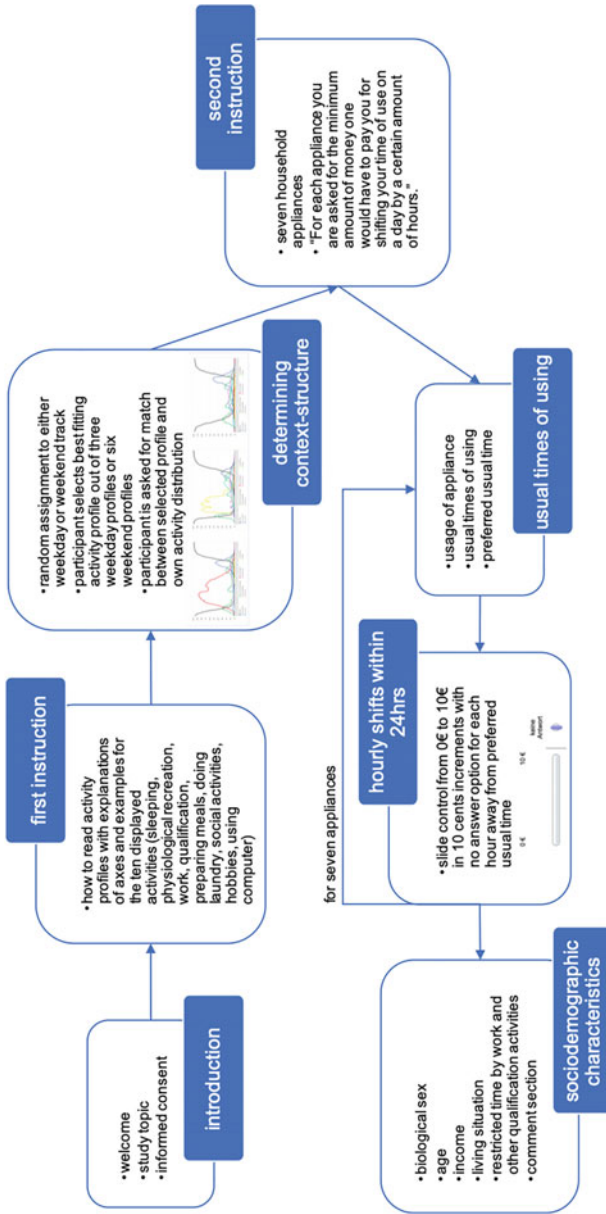 • welcome
• study topic
• informed consent
introduction
first instruction
• how to read activity
profiles with explanations
of axes and examples for
the ten displayed
activities (sleeping,
physiological recreation,
work, qualification,
preparing meals, doing
laundry, social activities,
hobbies, using
computer)
• random assignment to either
weekday or weekend track
• participant selects best fitting
activity profile out of three
weekday profiles or six
weekend profiles
• participant is asked for match
between selected profile and
own activity distribution
determining
context-structure
second
instruction
• seven household
appliances
• "For each appliance you
are asked for the minimum
amount of money one
would have to pay you for
shifting your time of use on
a day by a certain amount
of hours."
• usage of appliance
• usual times of using
• preferred usual time
usual times of using
for seven appliances
hourly shifts within
24hrs
• slide control from 0€ to 10€
in 10 cents increments with
no answer option for each
hour away from preferred
usual time
0 € 10 € keine
Antwort
• biological sex
• age
• income
• living situation
• restricted time by work and
other qualification activities
• comment section
sociodemographic
characteristics